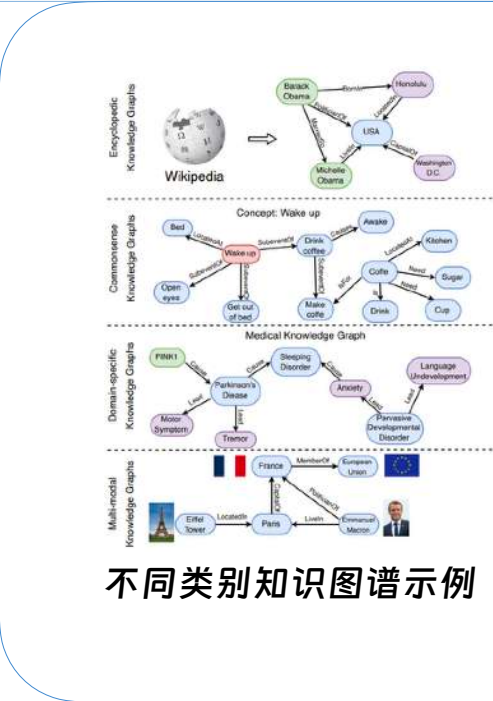 Encyclopedic
Knowledge Graphs
Wikipedia
Barack
Obama
BornIn
Honolulu
PoliticianOf
LocatedIn
USA
MarriedTo
LiveIn
CapitalOf
Michelle
Obama
Washington
D.C.
Commonsense
Knowledge Graphs
Concept: Wake up
Bed
LocatedAt
Wake up
SubeventOf
Drink
coffee
Causes
Awake
SubeventOf
Open
eyes
SubeventOf
Get out
of bed
SubeventOf
Make
coffe
IsFor
Coffe
LocatedAt
Kitchen
Need
Sugar
Need
Cup
Is
Drink
Domain-specific
Knowledge Graphs
Medical Knowledge Graph
PINK1
Cause
Parkinson's
Diease
Cause
Sleeping
Disorder
Cause
Anxiety
Language
Undevelopment
Lead
Motor
Symptom
Lead
Tremor
Lead
Pervasive
Developmental
Disorder
Lead
Multi-modal
Knowledge Graphs
France
MemberOf
European
Union
CapitalOf
PoliticianOf
Eiffel
Tower
LocatedIn
Paris
LiveIn
Emmanuel
Macron
不同类别知识图谱示例